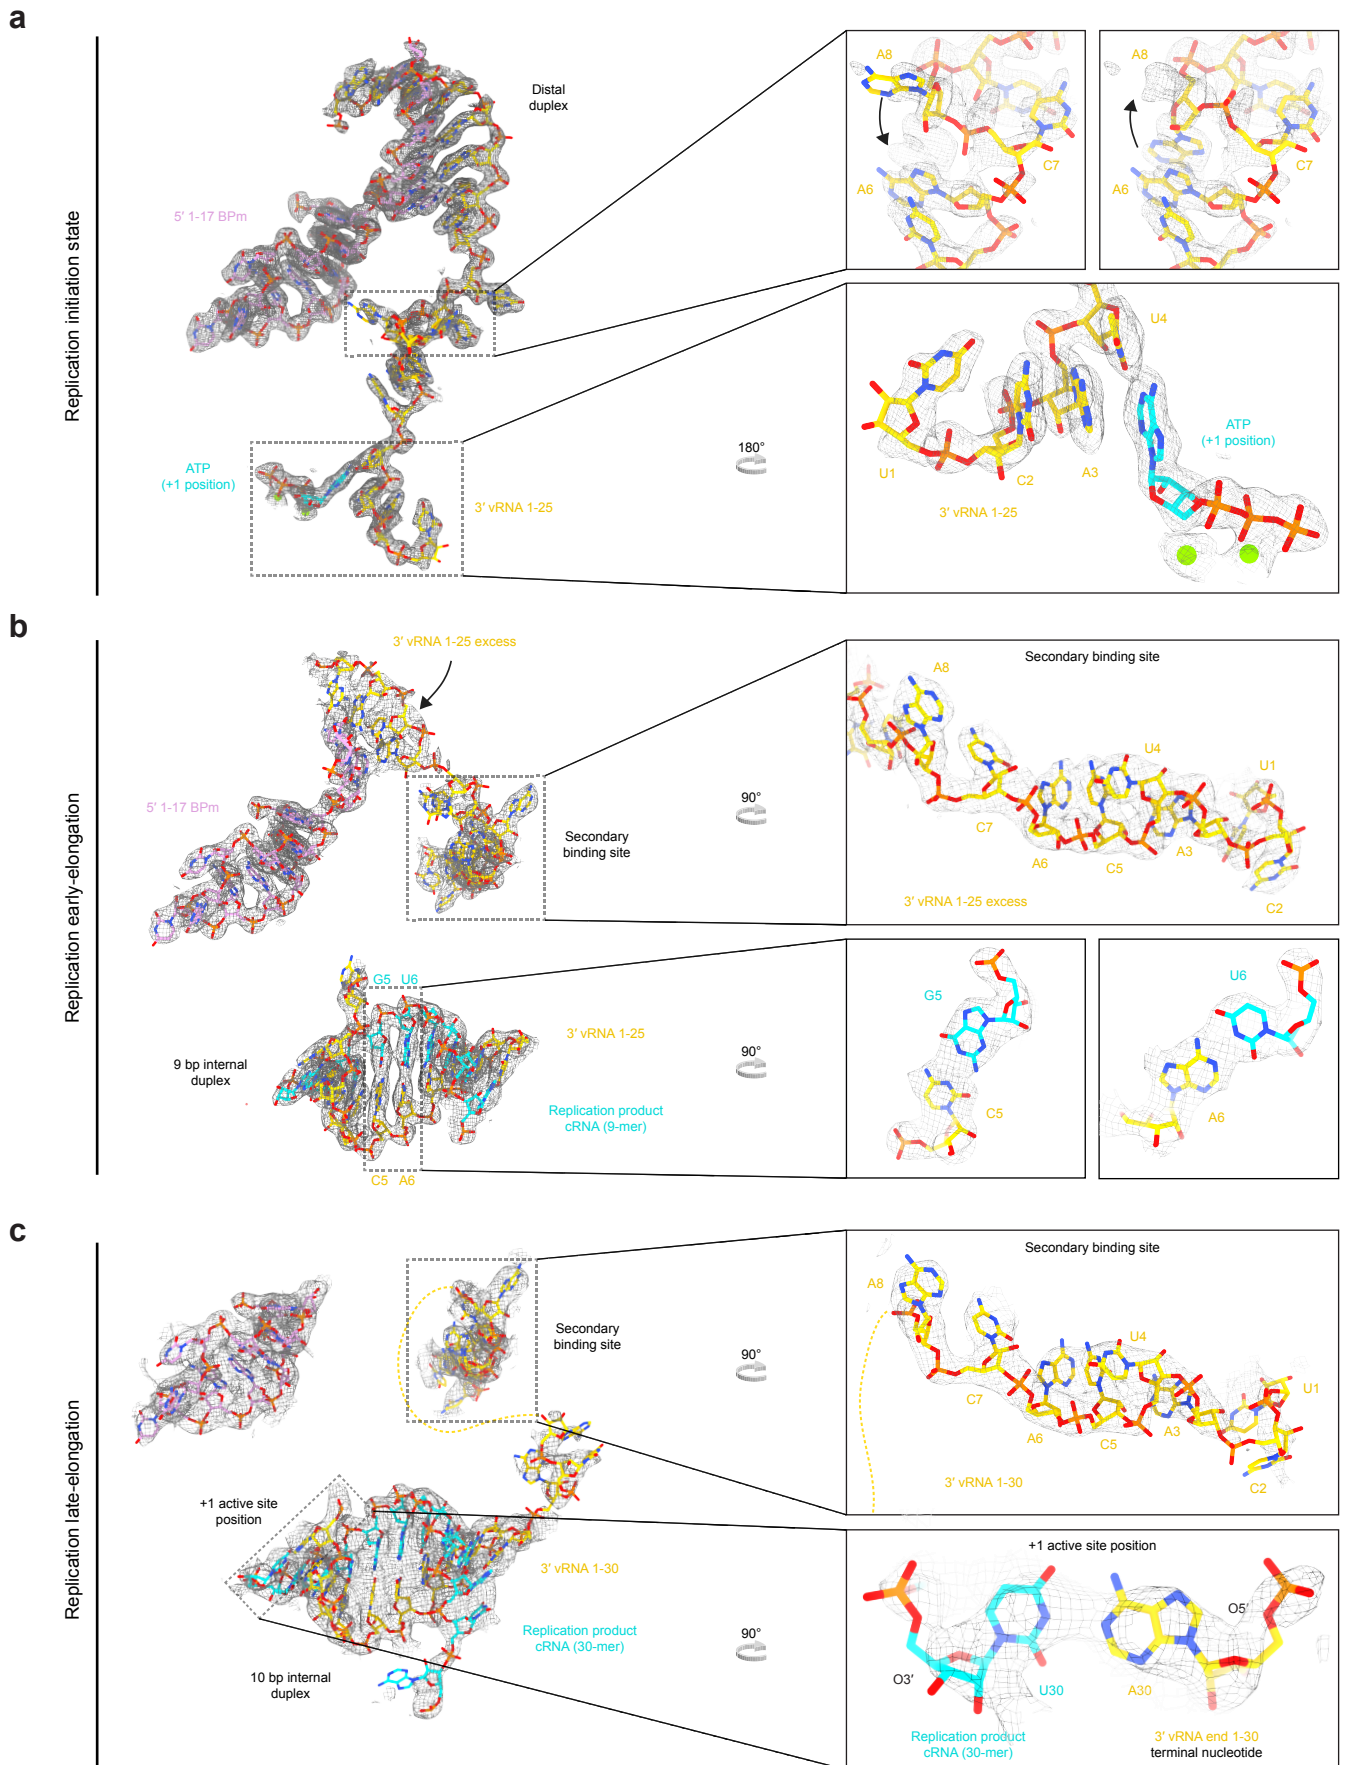 a
Replication initiation state
Distal
duplex
5′ 1-17 BPm
ATP
(+1 position)
3′ vRNA 1-25
180°
A8
A6
C7
A8
A6
C7
U4
U1
C2
A3
ATP
(+1 position)
3′ vRNA 1-25
b
Replication early-elongation
3′ vRNA 1-25 excess
5′ 1-17 BPm
Secondary
binding site
90°
Secondary binding site
A8
U4
U1
C7
A6
C5
A3
C2
3′ vRNA 1-25 excess
G5 U6
9 bp internal
duplex
3′ vRNA 1-25
Replication product
cRNA (9-mer)
C5 A6
90°
G5
C5
U6
A6
c
Replication late-elongation
Secondary
binding site
90°
Secondary binding site
A8
U4
U1
C7
A6
C5
A3
C2
3′ vRNA 1-30
+1 active site
position
3′ vRNA 1-30
Replication product
cRNA (30-mer)
10 bp internal
duplex
90°
+1 active site position
O5′
O3′
U30
A30
Replication product
cRNA (30-mer)
3′ vRNA end 1-30
terminal nucleotide